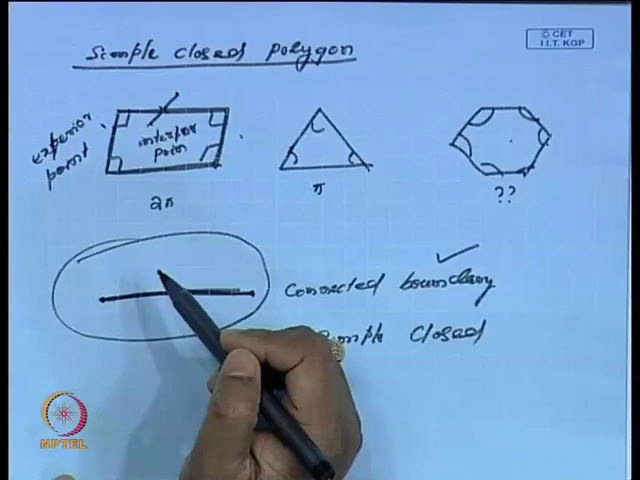 Simple closed polygon
© CET
I.I.T. KGP
exterior
point
interior
point
2π
π
??
Connected boundary
Simple closed
NPTEL